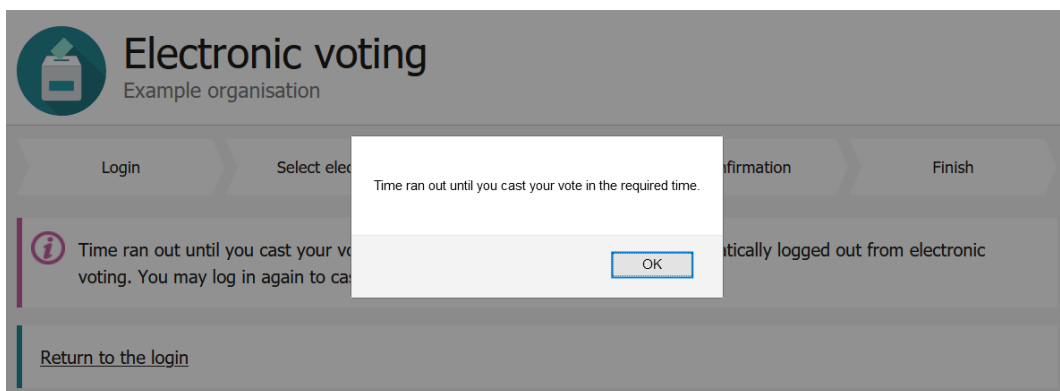 Electronic voting
Example organisation
Login
Select elec
nfirmation
Finish
Time ran out until you cast your vote in the required time.
OK
Time ran out until you cast your vo
atically logged out from electronic
voting. You may log in again to cas
Return to the login